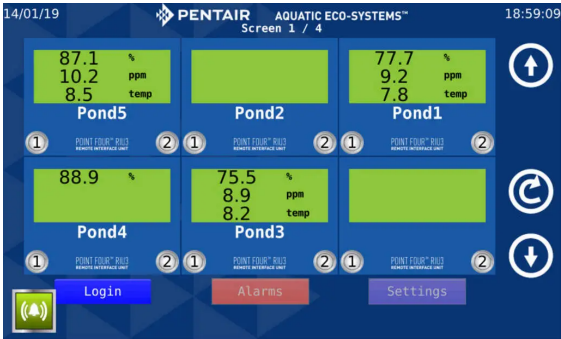 14/01/19 PENTAIR AQUATIC ECO-SYSTEMS™ 18:59:09
Screen 1 / 4
87.1 %
10.2 ppm
8.5 temp
Pond5
1 POINT FOUR™ RIU3 2
REMOTE INTERFACE UNIT
Pond2
1 POINT FOUR™ RIU3 2
REMOTE INTERFACE UNIT
77.7 %
9.2 ppm
7.8 temp
Pond1
1 POINT FOUR™ RIU3 2
REMOTE INTERFACE UNIT
88.9 %
Pond4
1 POINT FOUR™ RIU3 2
REMOTE INTERFACE UNIT
75.5 %
8.9 ppm
8.2 temp
Pond3
1 POINT FOUR™ RIU3 2
REMOTE INTERFACE UNIT
1 POINT FOUR™ RIU3 2
REMOTE INTERFACE UNIT
Login Alarms Settings